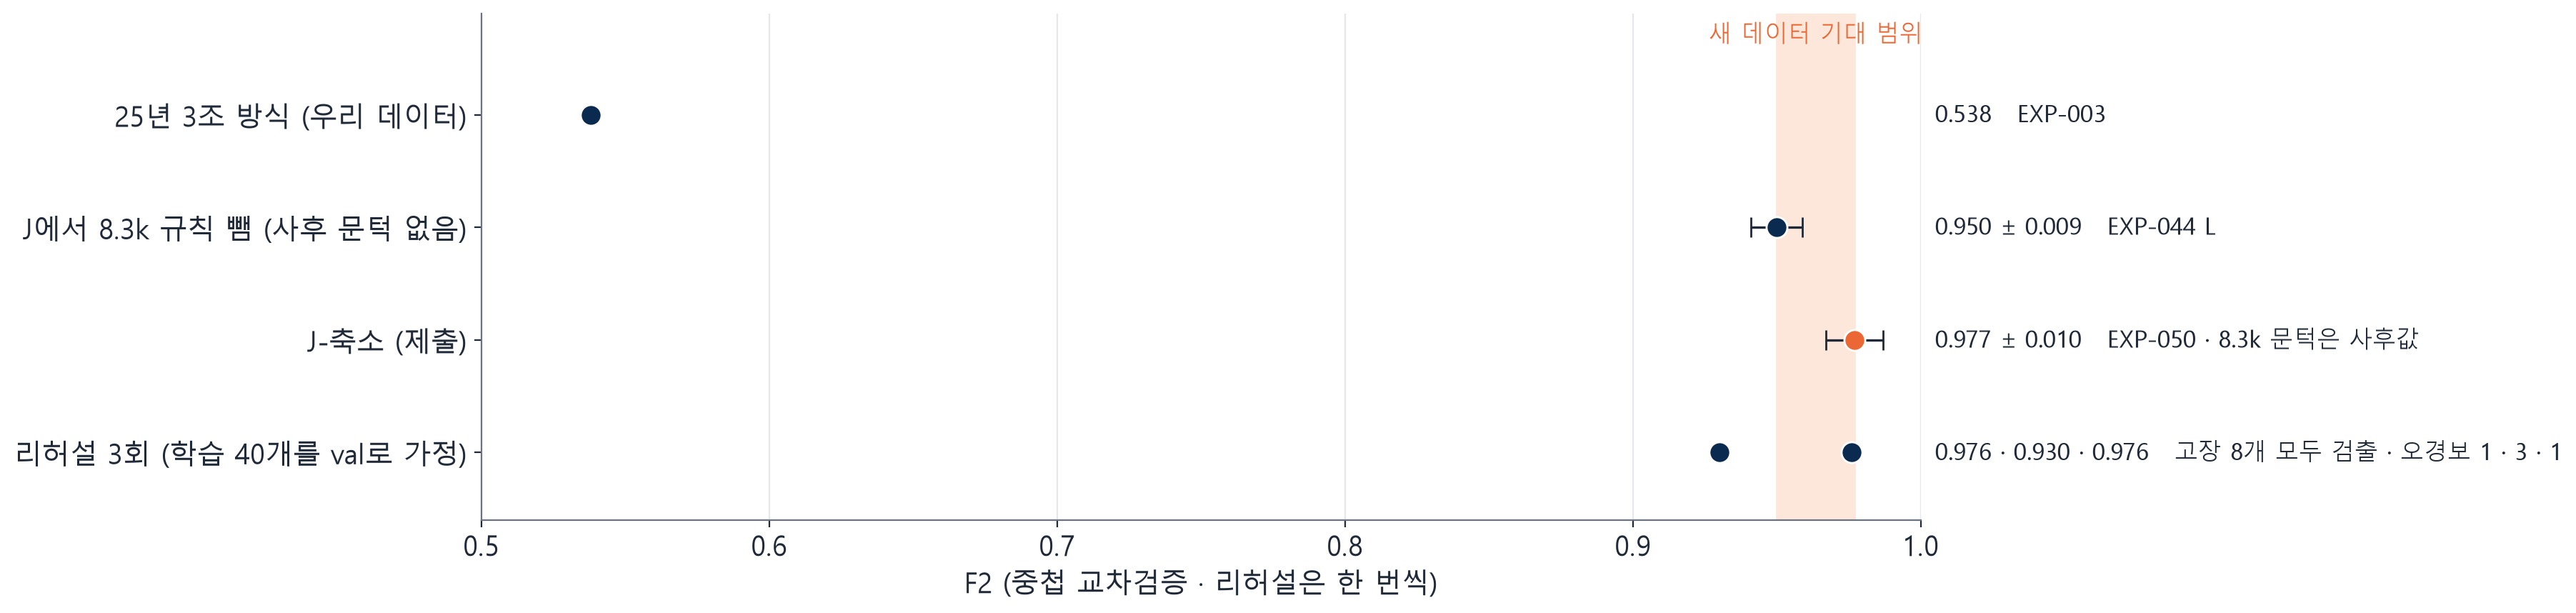 새 데이터 기대 범위
25년 3조 방식 (우리 데이터)
0.538 EXP-003
J에서 8.3k 규칙 뺌 (사후 문턱 없음)
0.950 ± 0.009 EXP-044 L
J-축소 (제출)
0.977 ± 0.010 EXP-050 · 8.3k 문턱은 사후값
리허설 3회 (학습 40개를 val로 가정)
0.976 · 0.930 · 0.976 고장 8개 모두 검출 · 오경보 1 · 3 · 1
0.5 0.6 0.7 0.8 0.9 1.0
F2 (중첩 교차검증 · 리허설은 한 번씩)